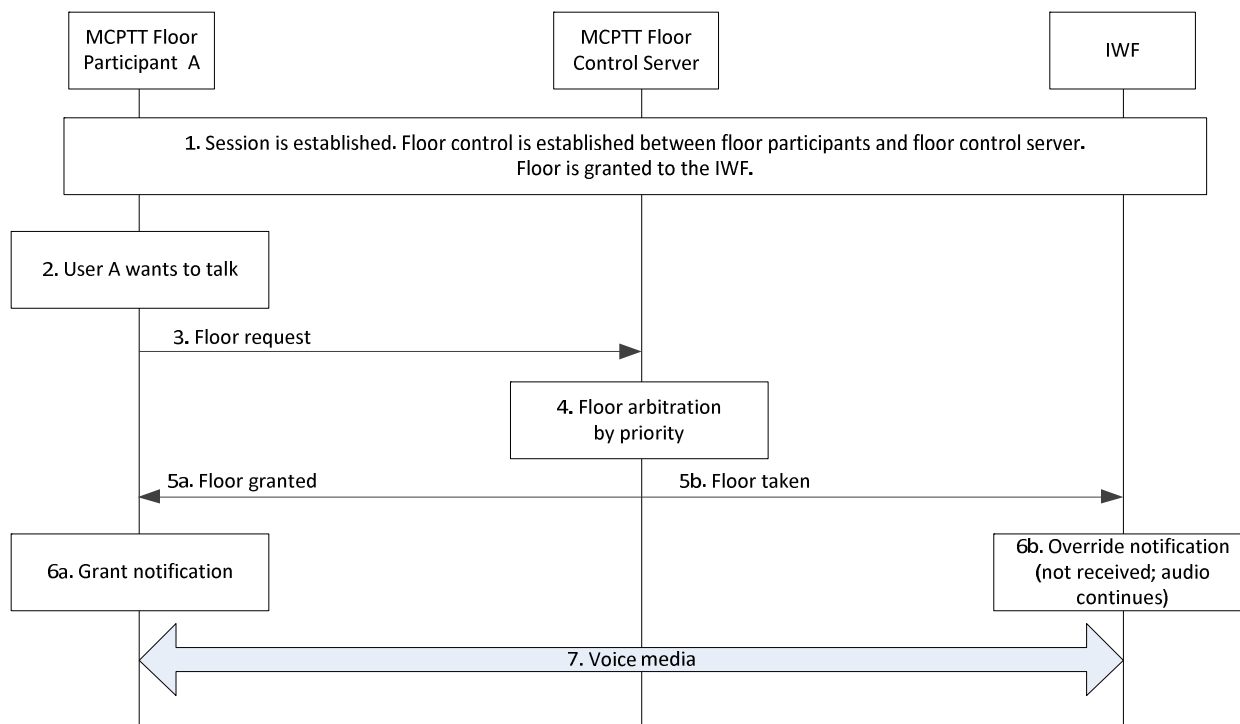 MCPTT Floor
Participant A
MCPTT Floor
Control Server
IWF
1. Session is established. Floor control is established between floor participants and floor control server.
Floor is granted to the IWF.
2. User A wants to talk
3. Floor request
4. Floor arbitration
by priority
5a. Floor granted
5b. Floor taken
6a. Grant notification
6b. Override notification
(not received; audio
continues)
7. Voice media